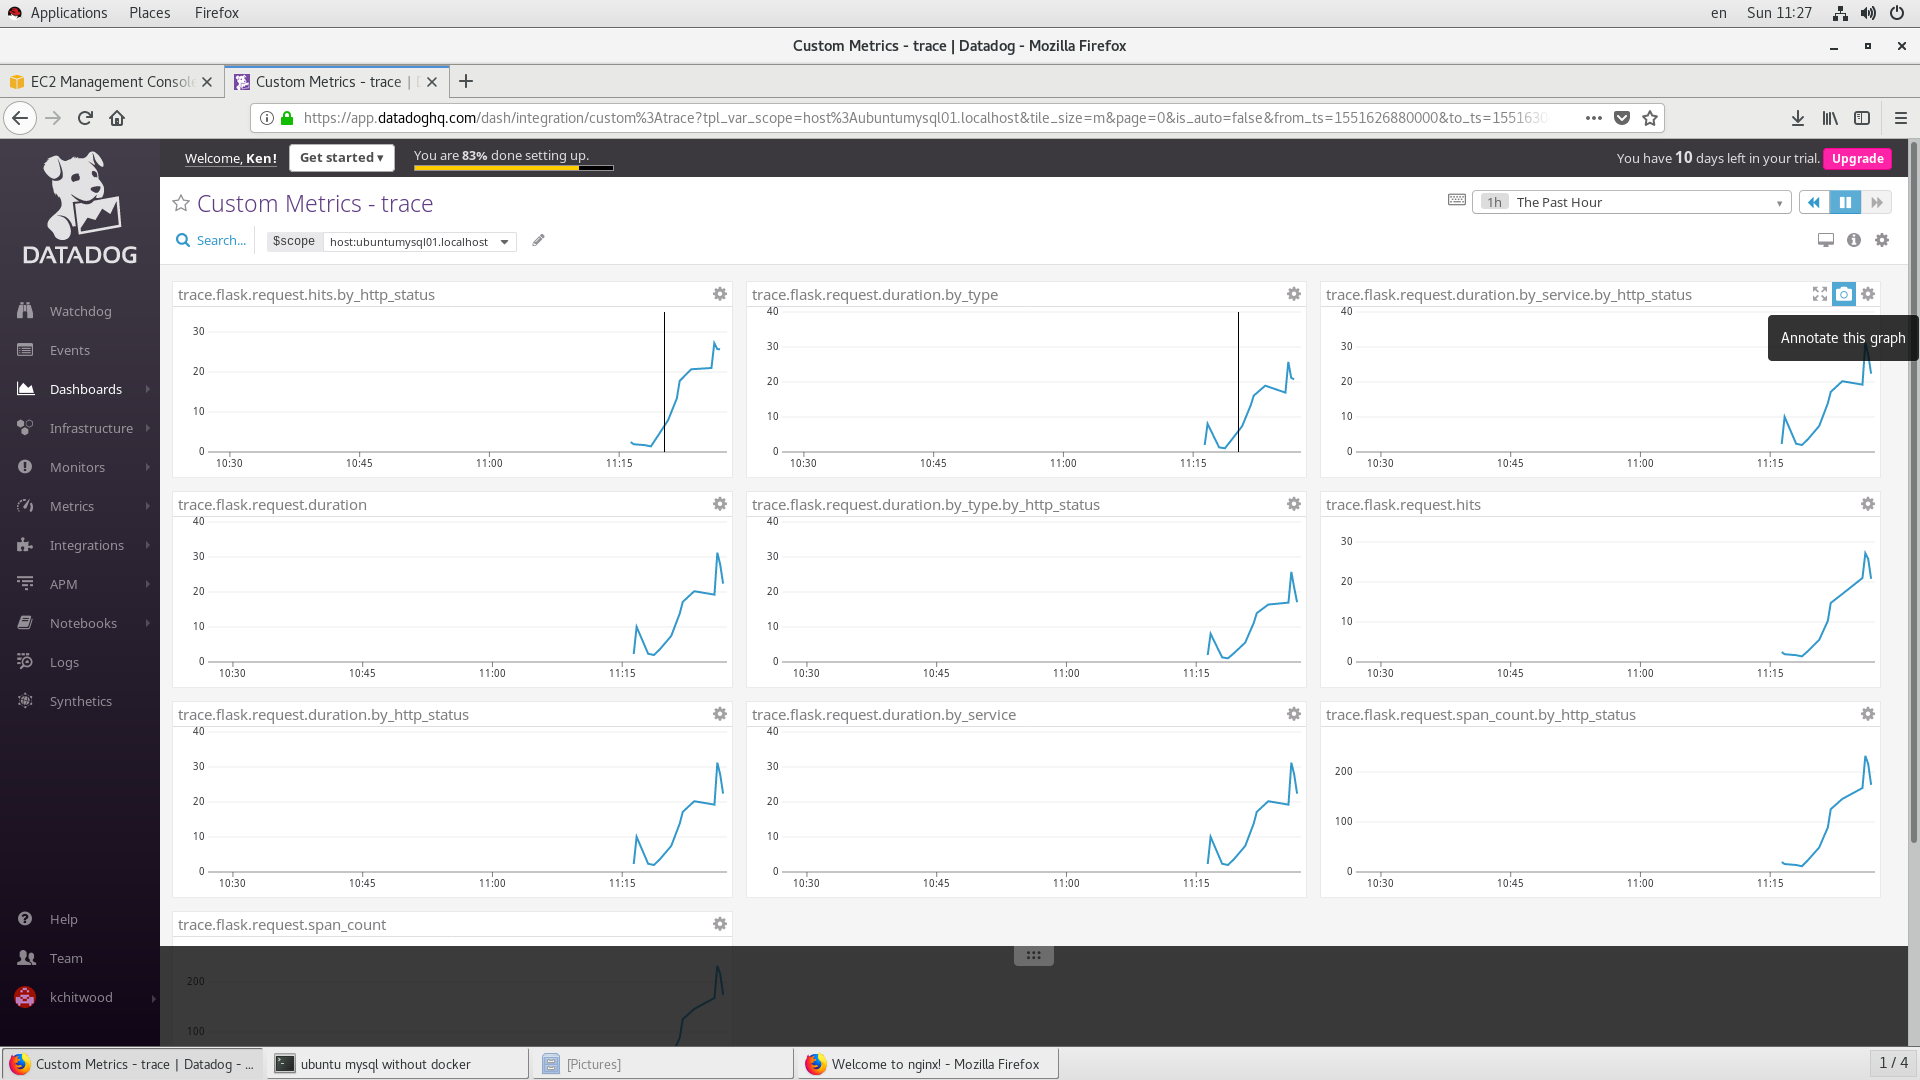 Applications Places Firefox en Sun 11:27
Custom Metrics - trace | Datadog - Mozilla Firefox
EC2 Management Consol Custom Metrics - trace |
https://app.datadoghq.com/dash/integration/custom%3Atrace?tpl_var_scope=host%3Aubuntumysql01.localhost&tile_size=m&page=0&is_auto=false&from_ts=1551626880000&to_ts=155163
Welcome, Ken! Get started ▾ You are 83% done setting up. You have 10 days left in your trial. Upgrade
DATADOG
Watchdog
Events
Dashboards
Infrastructure
Monitors
Metrics
Integrations
APM
Notebooks
Logs
Synthetics
Help
Team
kchitwood
Custom Metrics - trace 1h The Past Hour
Search... $scope host:ubuntumysql01.localhost
trace.flask.request.hits.by_http_status
30
20
10
0
10:30 10:45 11:00 11:15
trace.flask.request.duration.by_type
40
30
20
10
0
10:30 10:45 11:00 11:15
trace.flask.request.duration.by_service.by_http_status
Annotate this graph
40
30
20
10
0
10:30 10:45 11:00 11:15
trace.flask.request.duration
40
30
20
10
0
10:30 10:45 11:00 11:15
trace.flask.request.duration.by_type.by_http_status
40
30
20
10
0
10:30 10:45 11:00 11:15
trace.flask.request.hits
30
20
10
0
10:30 10:45 11:00 11:15
trace.flask.request.duration.by_http_status
40
30
20
10
0
10:30 10:45 11:00 11:15
trace.flask.request.duration.by_service
40
30
20
10
0
10:30 10:45 11:00 11:15
trace.flask.request.span_count.by_http_status
200
100
0
10:30 10:45 11:00 11:15
trace.flask.request.span_count
200
100
Custom Metrics - trace | Datadog - ... ubuntu mysql without docker [Pictures] Welcome to nginx! - Mozilla Firefox 1 / 4